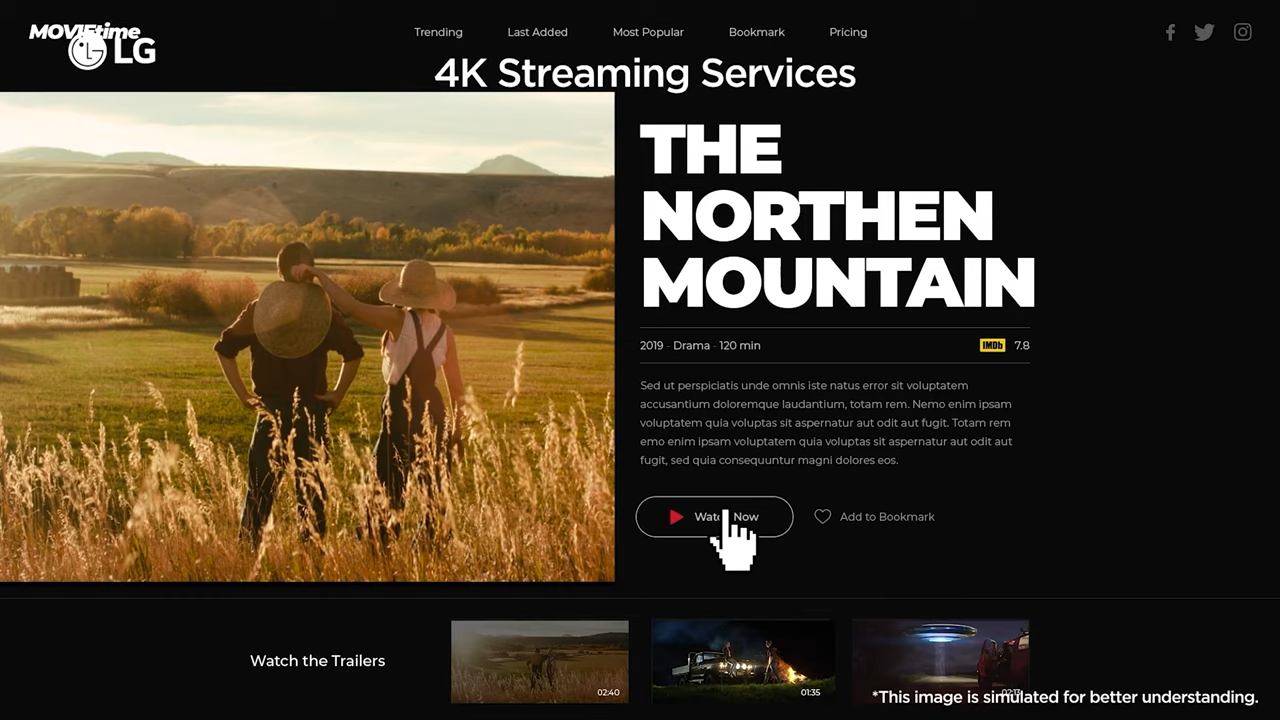 MOVIEtime
LG
Trending
Last Added
Most Popular
Bookmark
Pricing
4K Streaming Services
THE
NORTHEN
MOUNTAIN
2019 - Drama - 120 min
IMDb 7.8
Sed ut perspiciatis unde omnis iste natus error sit voluptatem
accusantium doloremque laudantium, totam rem. Nemo enim ipsam
voluptatem quia voluptas sit aspernatur aut odit aut fugit. Totam rem
emo enim ipsam voluptatem quia voluptas sit aspernatur aut odit aut
fugit, sed quia consequuntur magni dolores eos.
Watch Now
Add to Bookmark
Watch the Trailers
02:40
01:35
*This image is simulated for better understanding.